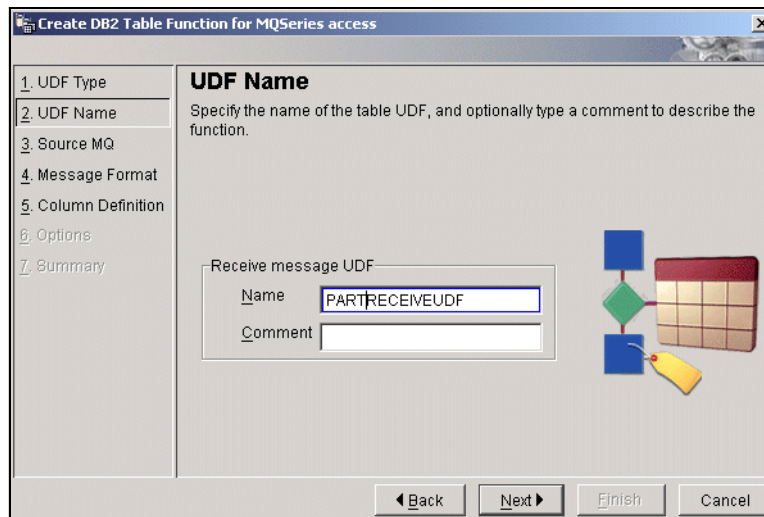 Create DB2 Table Function for MQSeries access
1. UDF Type
2. UDF Name
3. Source MQ
4. Message Format
5. Column Definition
6. Options
7. Summary
UDF Name
Specify the name of the table UDF, and optionally type a comment to describe the
function.
Receive message UDF
Name PARTRECEIVEUDF
Comment
Back Next Finish Cancel